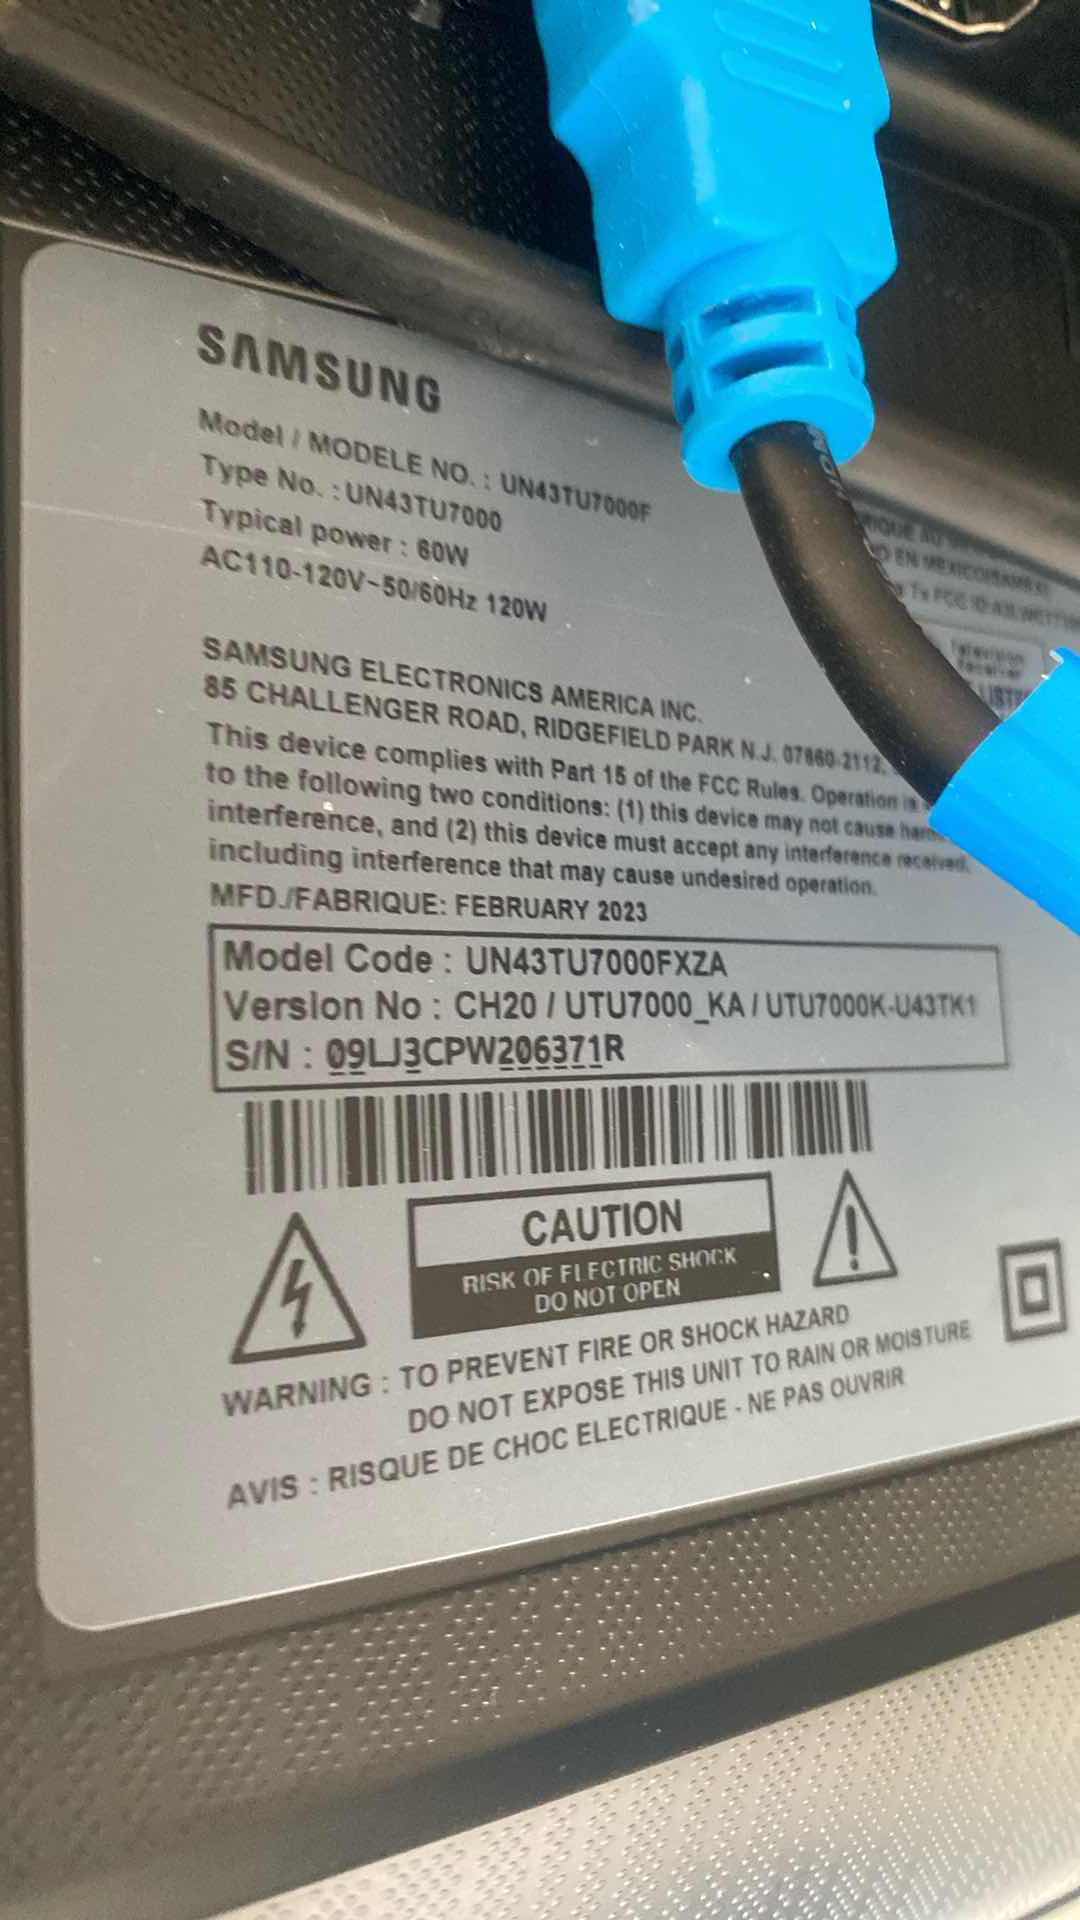 SAMSUNG
Model / MODELE NO. : UN43TU7000F
Type No. : UN43TU7000
Typical power : 60W
AC110-120V~50/60Hz 120W
SAMSUNG ELECTRONICS AMERICA INC.
85 CHALLENGER ROAD, RIDGEFIELD PARK N.J. 07660-2112,
This device complies with Part 15 of the FCC Rules. Operation is
to the following two conditions: (1) this device may not cause
interference, and (2) this device must accept any interference received,
including interference that may cause undesired operation.
MFD./FABRIQUE: FEBRUARY 2023
Model Code : UN43TU7000FXZA
Version No : CH20 / UTU7000_KA / UTU7000K-U43TK1
S/N : 09LJ3CPW206371R
CAUTION
RISK OF ELECTRIC SHOCK
DO NOT OPEN
WARNING : TO PREVENT FIRE OR SHOCK HAZARD
DO NOT EXPOSE THIS UNIT TO RAIN OR MOISTURE
AVIS : RISQUE DE CHOC ELECTRIQUE - NE PAS OUVRIR
EN MEXICO
FCC ID
Television